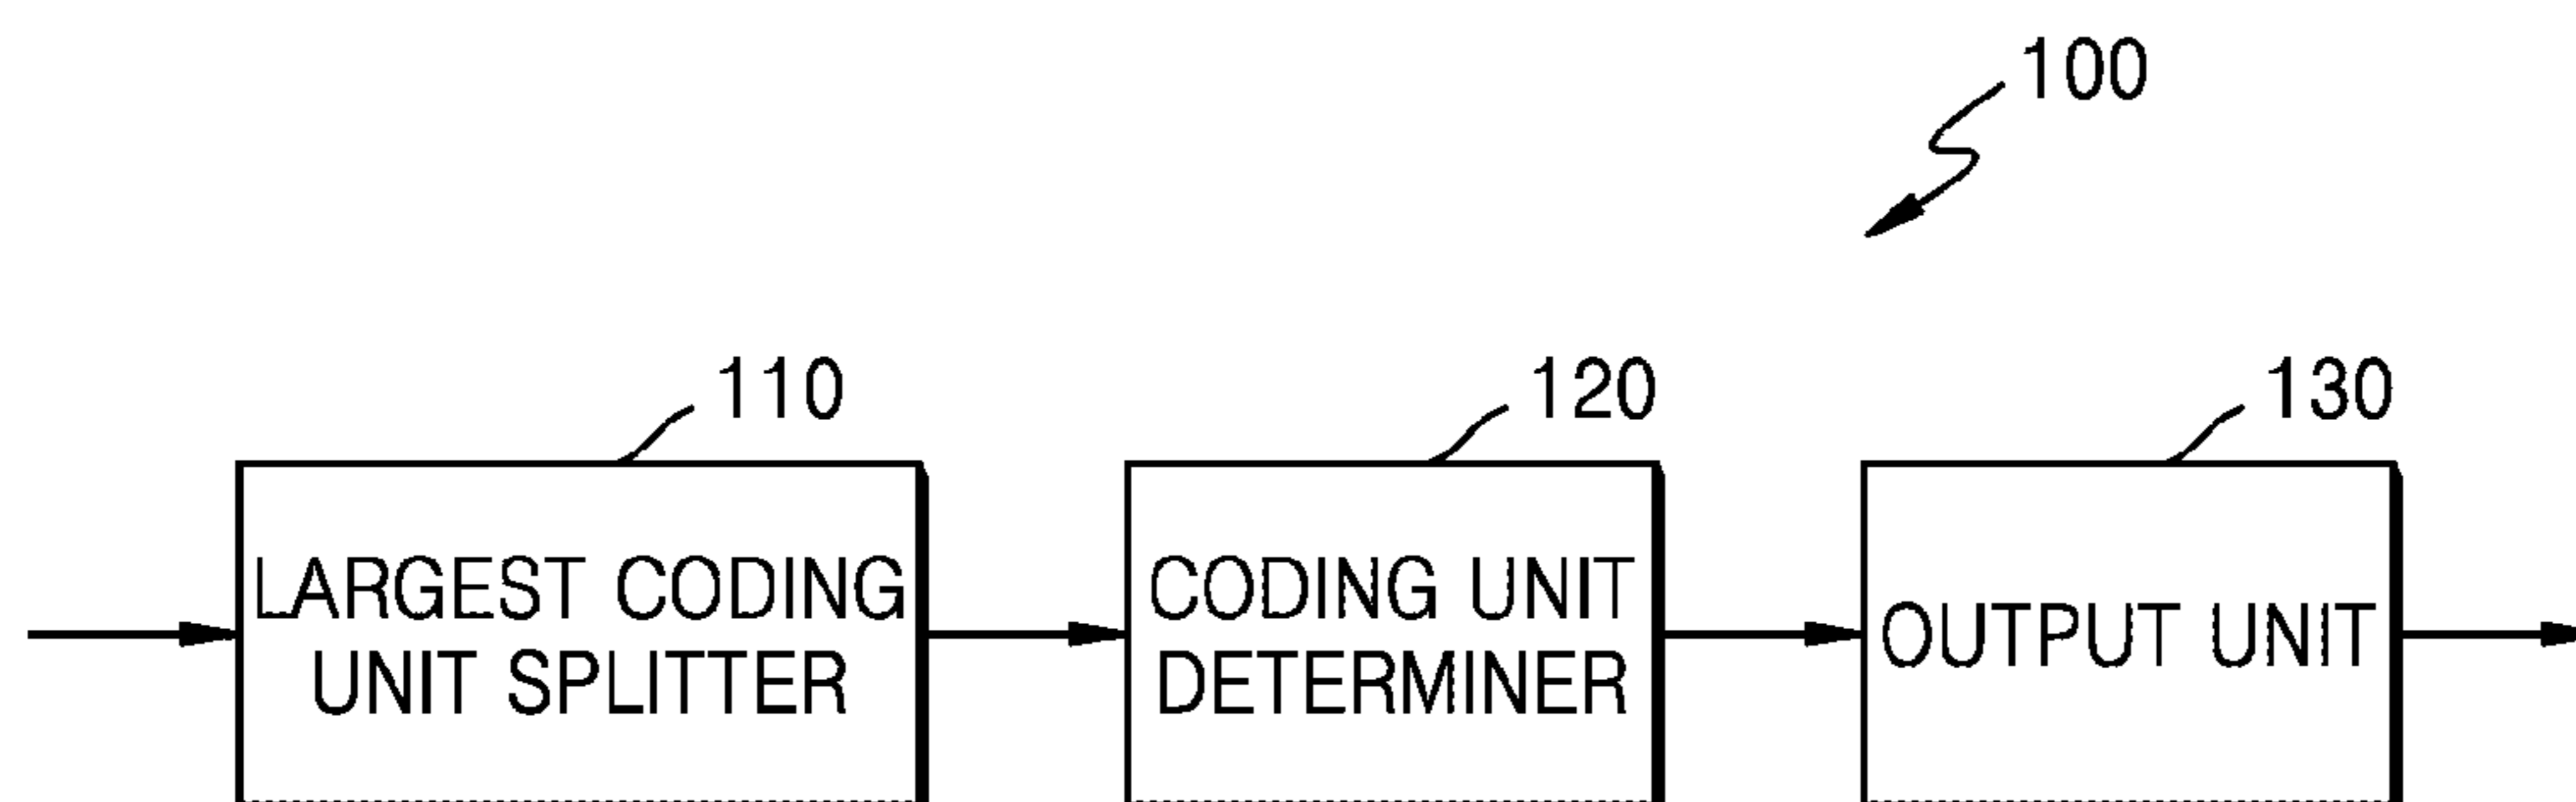 100
110
120
130
LARGEST CODING
UNIT SPLITTER
CODING UNIT
DETERMINER
OUTPUT UNIT